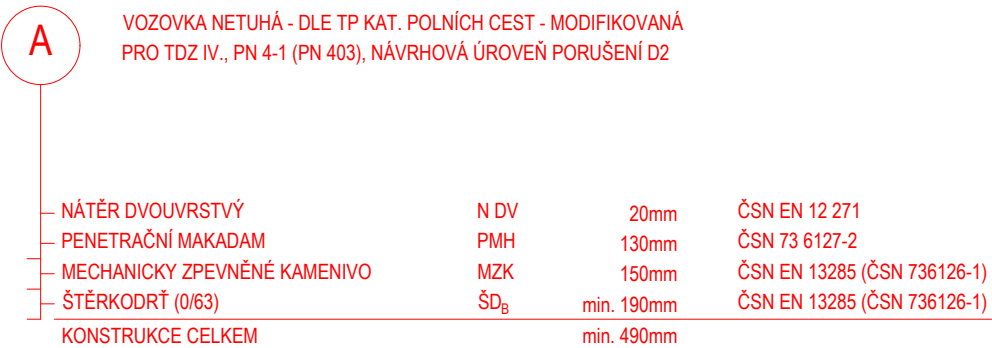 A
VOZOVKA NETUHÁ - DLE TP KAT. POLNÍCH CEST - MODIFIKOVANÁ
PRO TDZ IV., PN 4-1 (PN 403), NÁVRHOVÁ ÚROVEŇ PORUŠENÍ D2
NÁTĚR DVOUVRSTVÝ N DV 20mm ČSN EN 12 271
PENETRAČNÍ MAKADAM PMH 130mm ČSN 73 6127-2
MECHANICKY ZPEVNĚNÉ KAMENIVO MZK 150mm ČSN EN 13285 (ČSN 736126-1)
ŠTĚRKODRŤ (0/63) ŠDB min. 190mm ČSN EN 13285 (ČSN 736126-1)
KONSTRUKCE CELKEM min. 490mm